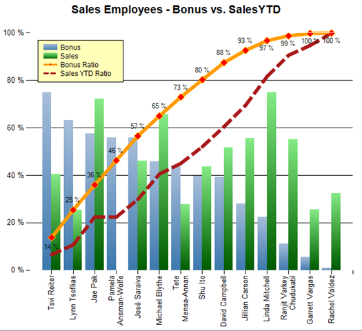 Sales Employees - Bonus vs. SalesYTD
Bonus
Sales
Bonus Ratio
Sales YTD Ratio
100 %
80 %
60 %
40 %
20 %
0 %
14 %
25 %
36 %
46 %
57 %
65 %
73 %
80 %
88 %
93 %
97 %
99 %
100 %
100 %
Tsvi Reiter
Lynn Tsoflias
Jae Pak
Pamela
Ansman-Wolfe
José Saraiva
Michael Blythe
Tete
Mensa-Annan
Shu Ito
David Campbell
Jillian Carson
Linda Mitchell
Ranjit Varkey
Chudukatil
Garrett Vargas
Rachel Valdez